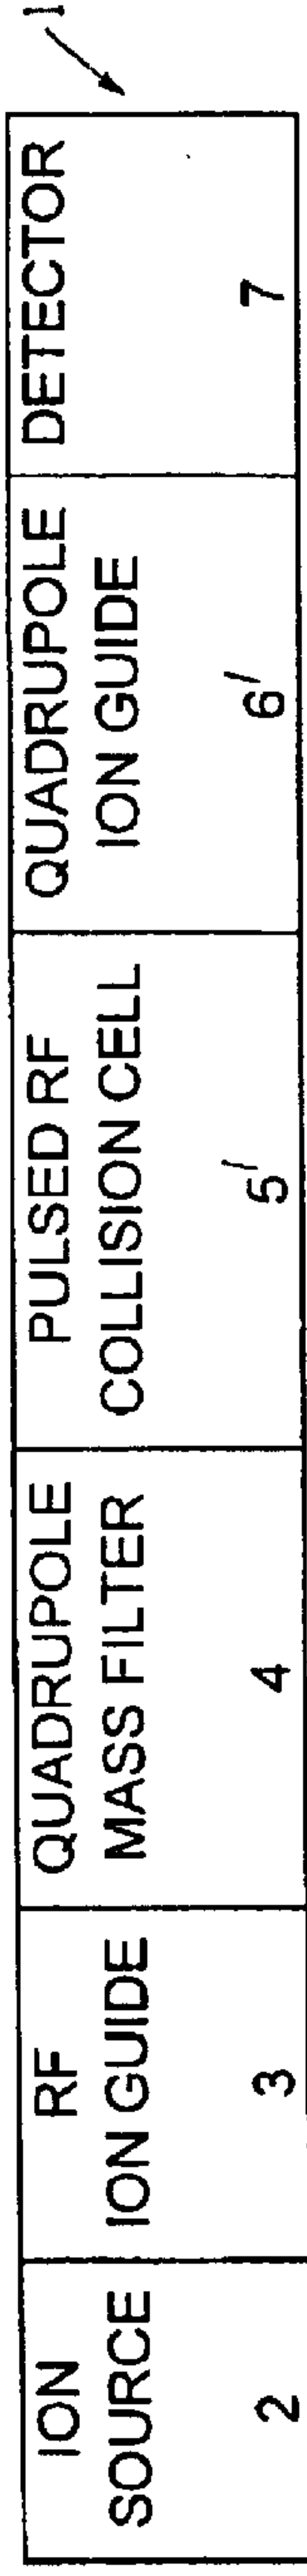 1
ION
SOURCE
2
RF
ION GUIDE
3
QUADRUPOLE
MASS FILTER
4
PULSED RF
COLLISION CELL
5'
QUADRUPOLE
ION GUIDE
6'
DETECTOR
7